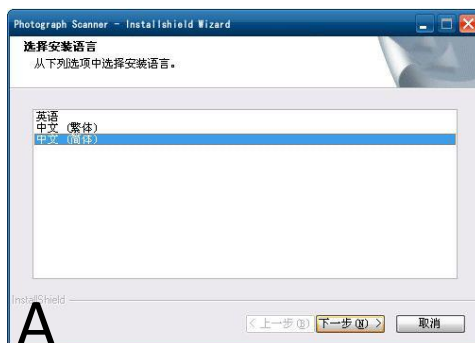 Photograph Scanner - Installshield Wizard
选择安装语言
从下列选项中选择安装语言。
英语
中文 (繁体)
中文 (简体)
InstallShield
< 上一步(B)
下一步(N) >
取消
A